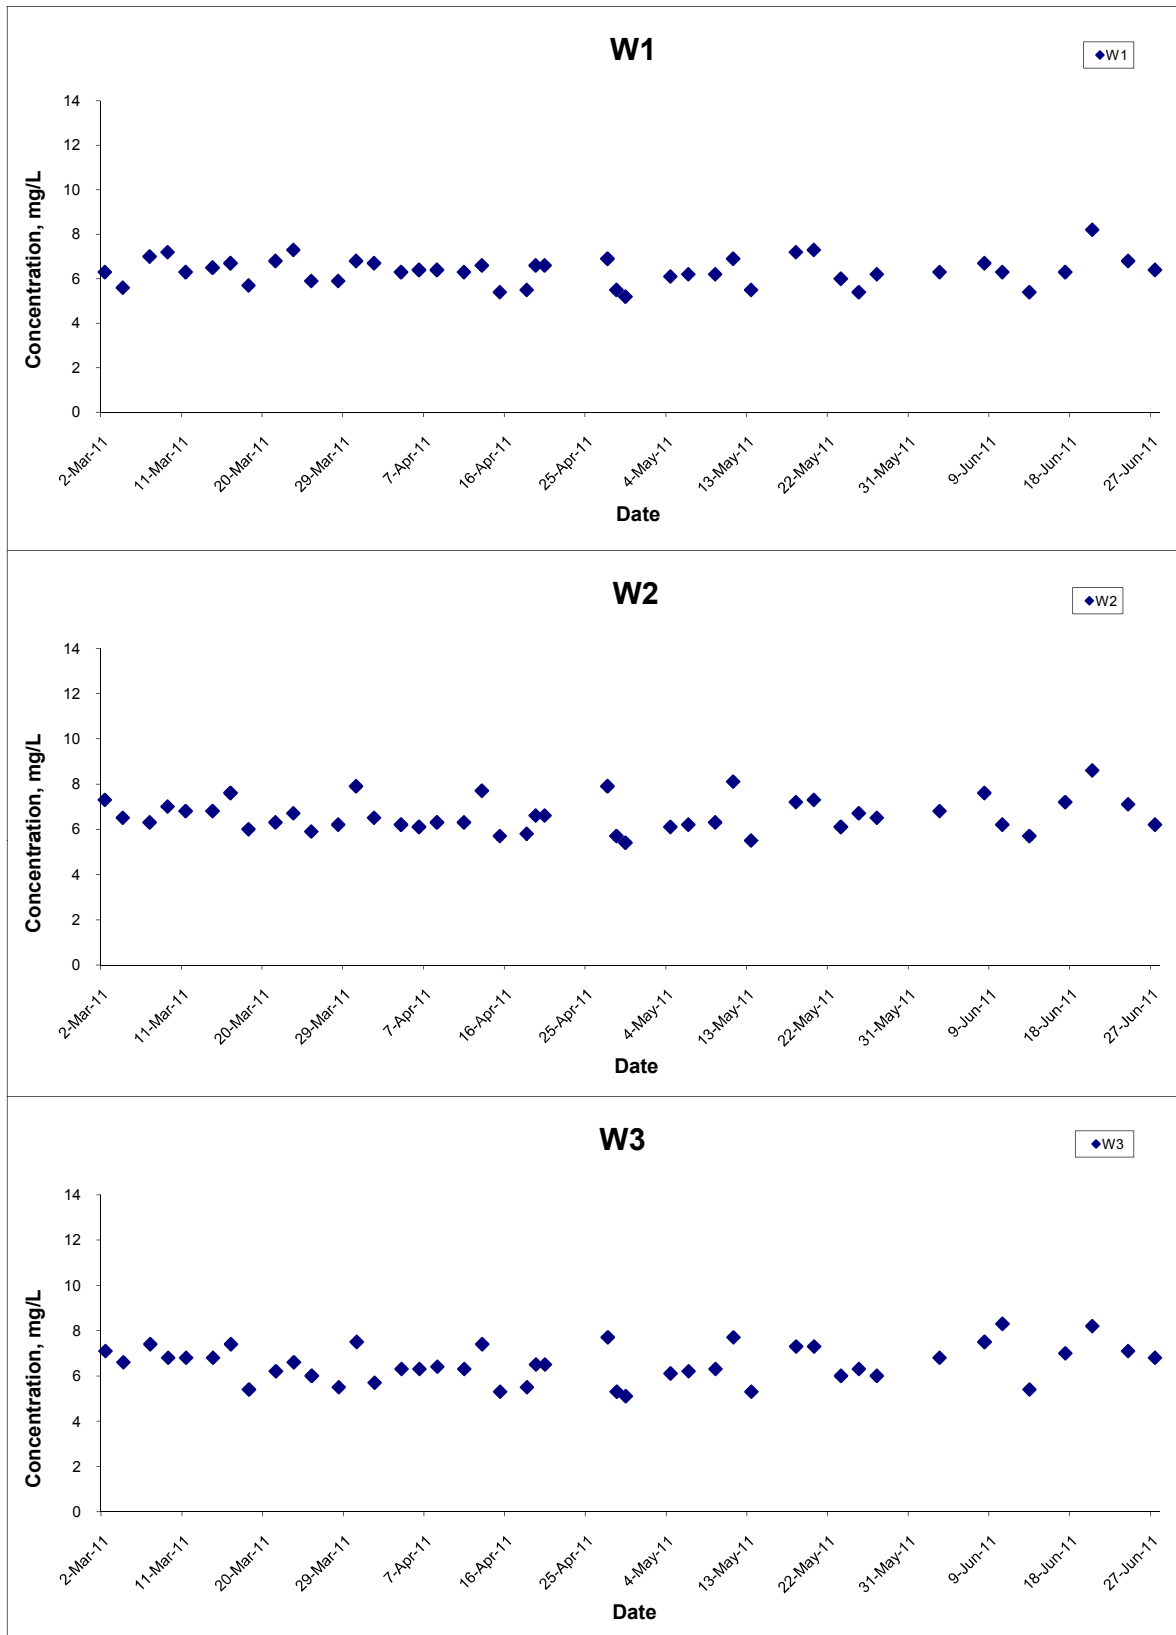 W1
W1
14
12
10
8
6
4
2
0
Concentration, mg/L
2-Mar-11
11-Mar-11
20-Mar-11
29-Mar-11
7-Apr-11
16-Apr-11
25-Apr-11
4-May-11
13-May-11
22-May-11
31-May-11
9-Jun-11
18-Jun-11
27-Jun-11
Date
W2
W2
14
12
10
8
6
4
2
0
Concentration, mg/L
2-Mar-11
11-Mar-11
20-Mar-11
29-Mar-11
7-Apr-11
16-Apr-11
25-Apr-11
4-May-11
13-May-11
22-May-11
31-May-11
9-Jun-11
18-Jun-11
27-Jun-11
Date
W3
W3
14
12
10
8
6
4
2
0
Concentration, mg/L
2-Mar-11
11-Mar-11
20-Mar-11
29-Mar-11
7-Apr-11
16-Apr-11
25-Apr-11
4-May-11
13-May-11
22-May-11
31-May-11
9-Jun-11
18-Jun-11
27-Jun-11
Date